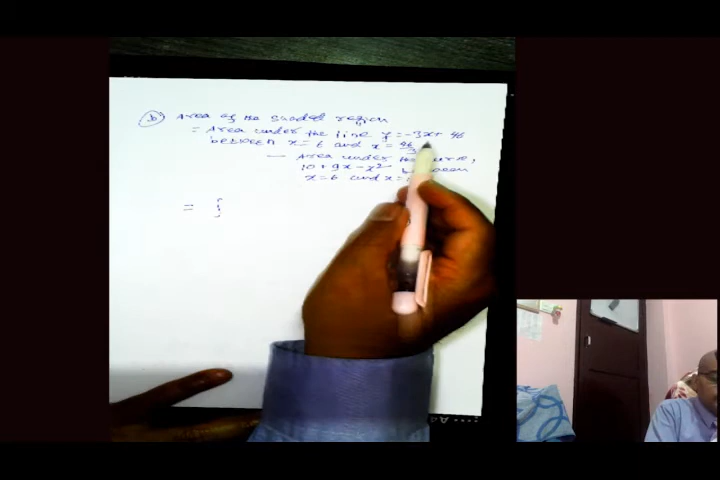 b) Area of the shaded region
= Area under the line y = -3x + 46
between x = 6 and x = 46/3
— Area under the curve,
10 + 9x - x² between
x = 6 and x =
= {